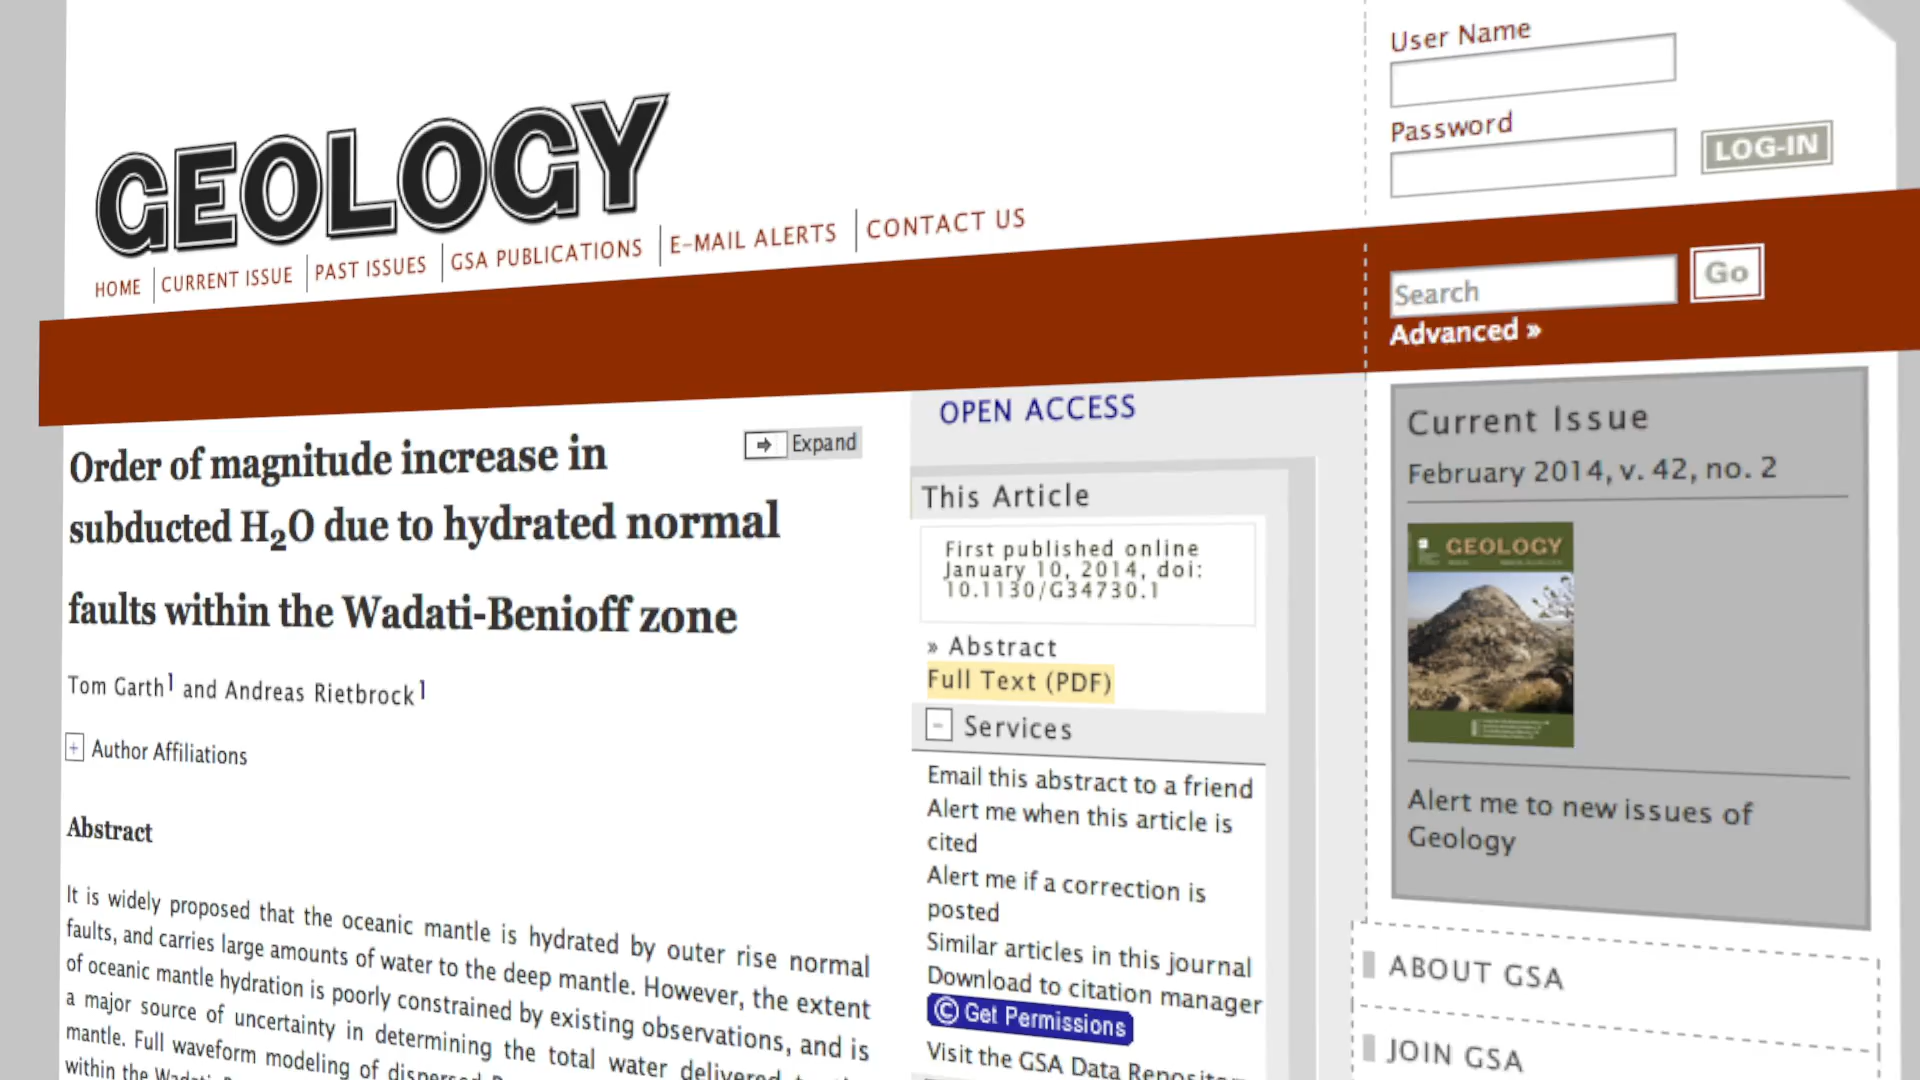 GEOLOGY
HOME
CURRENT ISSUE
PAST ISSUES
GSA PUBLICATIONS
E-MAIL ALERTS
CONTACT US
User Name
Password
LOG-IN
Search
Go
Advanced »
Order of magnitude increase in
subducted H₂O due to hydrated normal
faults within the Wadati-Benioff zone
Expand
Tom Garth¹ and Andreas Rietbrock¹
+ Author Affiliations
Abstract
It is widely proposed that the oceanic mantle is hydrated by outer rise normal
faults, and carries large amounts of water to the deep mantle. However, the extent
of oceanic mantle hydration is poorly constrained by existing observations, and is
a major source of uncertainty in determining the total water delivered to the
mantle. Full waveform modeling of dispersed
within the
OPEN ACCESS
This Article
First published online
January 10, 2014, doi:
10.1130/G34730.1
» Abstract
Full Text (PDF)
− Services
Email this abstract to a friend
Alert me when this article is
cited
Alert me if a correction is
posted
Similar articles in this journal
Download to citation manager
© Get Permissions
Visit the GSA Data Repository
Current Issue
February 2014, v. 42, no. 2
GEOLOGY
Alert me to new issues of
Geology
ABOUT GSA
JOIN GSA